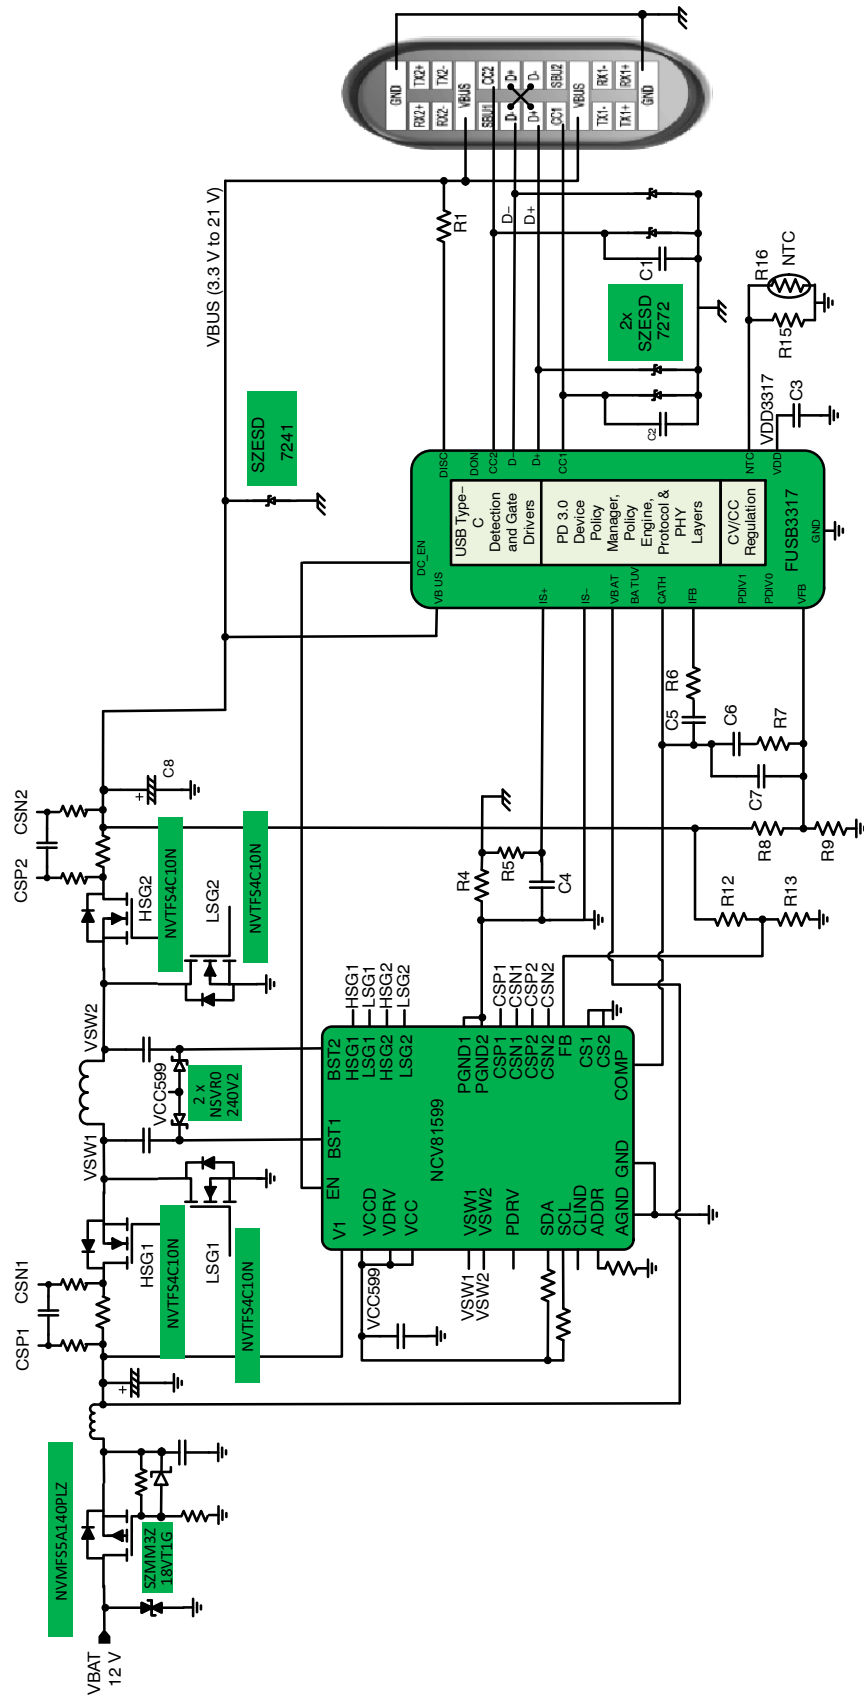 VBAT
12 V
NVMFS5A140PLZ
SZMM3Z
18VT1G
CSP1
CSN1
HSG1
NVTFS4C10N
LSG1
NVTFS4C10N
VSW1
VSW2
VCC599
2 x
NSVR0
240V2
HSG2
NVTFS4C10N
LSG2
NVTFS4C10N
CSP2
CSN2
+
+
C8
VBUS (3.3 V to 21 V)
SZESD
7241
V1
EN
BST1
BST2
VCCD
VDRV
VCC
VCC599
VSW1
VSW2
VSW1
VSW2
PDRV
SDA
SCL
CLIND
ADDR
AGND
GND
NCV81599
HSG1
LSG1
HSG2
LSG2
HSG1
LSG1
HSG2
LSG2
PGND1
PGND2
CSP1
CSN1
CSP2
CSN2
CSP1
CSN1
CSP2
CSN2
FB
CS1
CS2
COMP
R4
R5
C4
R12
R13
R8
R9
C7
C6
R7
C5
R6
DC_EN
VB US
IS+
IS−
VB AT
BA TUV
CATH
IFB
PDIV1
PDIV0
VFB
USB Type−
C
Detection
and Gate
Drivers
PD 3.0
Device
Policy
Manager,
Policy
Engine,
Protocol &
PHY
Layers
CV/CC
Regulation
FUSB3317
GND
DISC
DON
CC2
D−
D+
CC1
NTC
VDD
VDD3317
C3
R15
R16
NTC
C2
C1
2x
SZESD
7272
R1
D−
D+
GND
RX2+
TX2+
RX2-
TX2-
VBUS
SBU1
CC2
D-
D+
D+
D-
CC1
SBU2
VBUS
TX1-
RX1-
TX1+
RX1+
GND